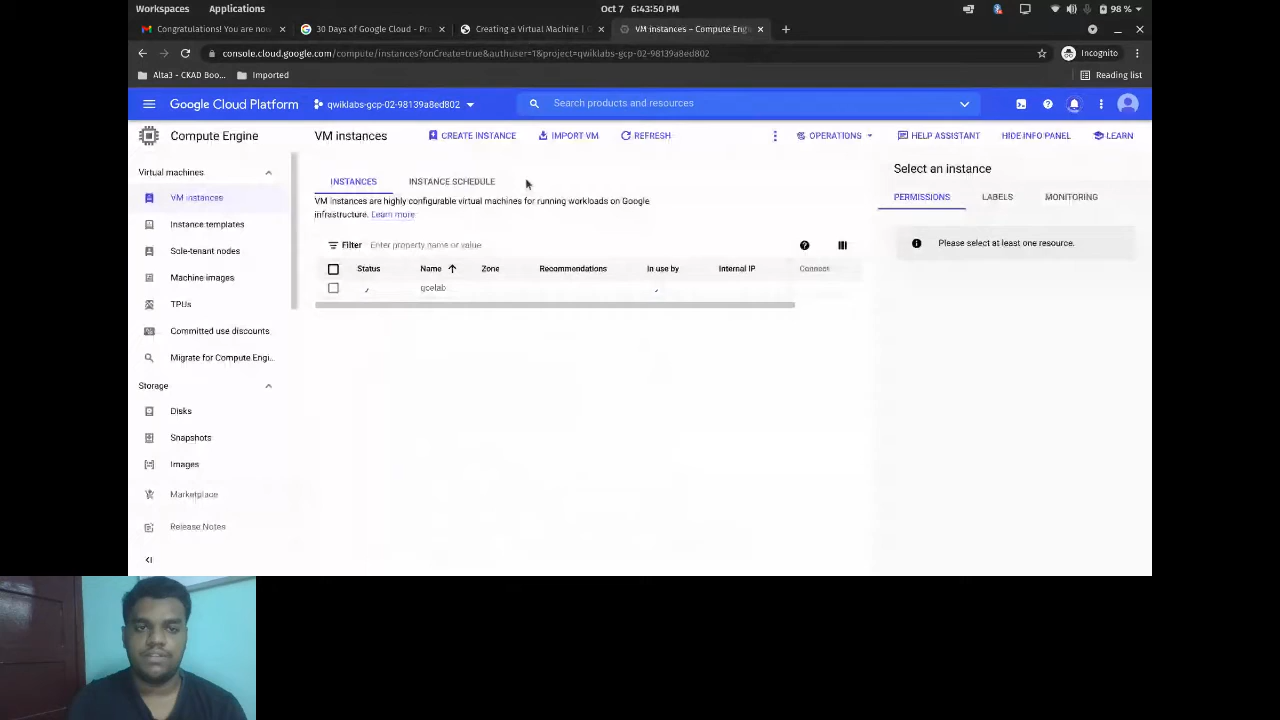 Workspaces Applications Oct 7 6:43:50 PM 98 %
Congratulations! You are now 30 Days of Google Cloud - Pro Creating a Virtual Machine | G VM instances – Compute Engi
console.cloud.google.com/compute/instances?onCreate=true&authuser=1&project=qwiklabs-gcp-02-98139a8ed802 Incognito
Alta3 - CKAD Boo... Imported Reading list
Google Cloud Platform qwiklabs-gcp-02-98139a8ed802 Search products and resources
Compute Engine VM instances CREATE INSTANCE IMPORT VM REFRESH OPERATIONS HELP ASSISTANT HIDE INFO PANEL LEARN
Virtual machines
VM instances
Instance templates
Sole-tenant nodes
Machine images
TPUs
Committed use discounts
Migrate for Compute Engi...
Storage
Disks
Snapshots
Images
Marketplace
Release Notes
INSTANCES INSTANCE SCHEDULE
VM instances are highly configurable virtual machines for running workloads on Google
infrastructure. Learn more
Filter Enter property name or value
Status Name Zone Recommendations In use by Internal IP Connect
gcelab
Select an instance
PERMISSIONS LABELS MONITORING
Please select at least one resource.